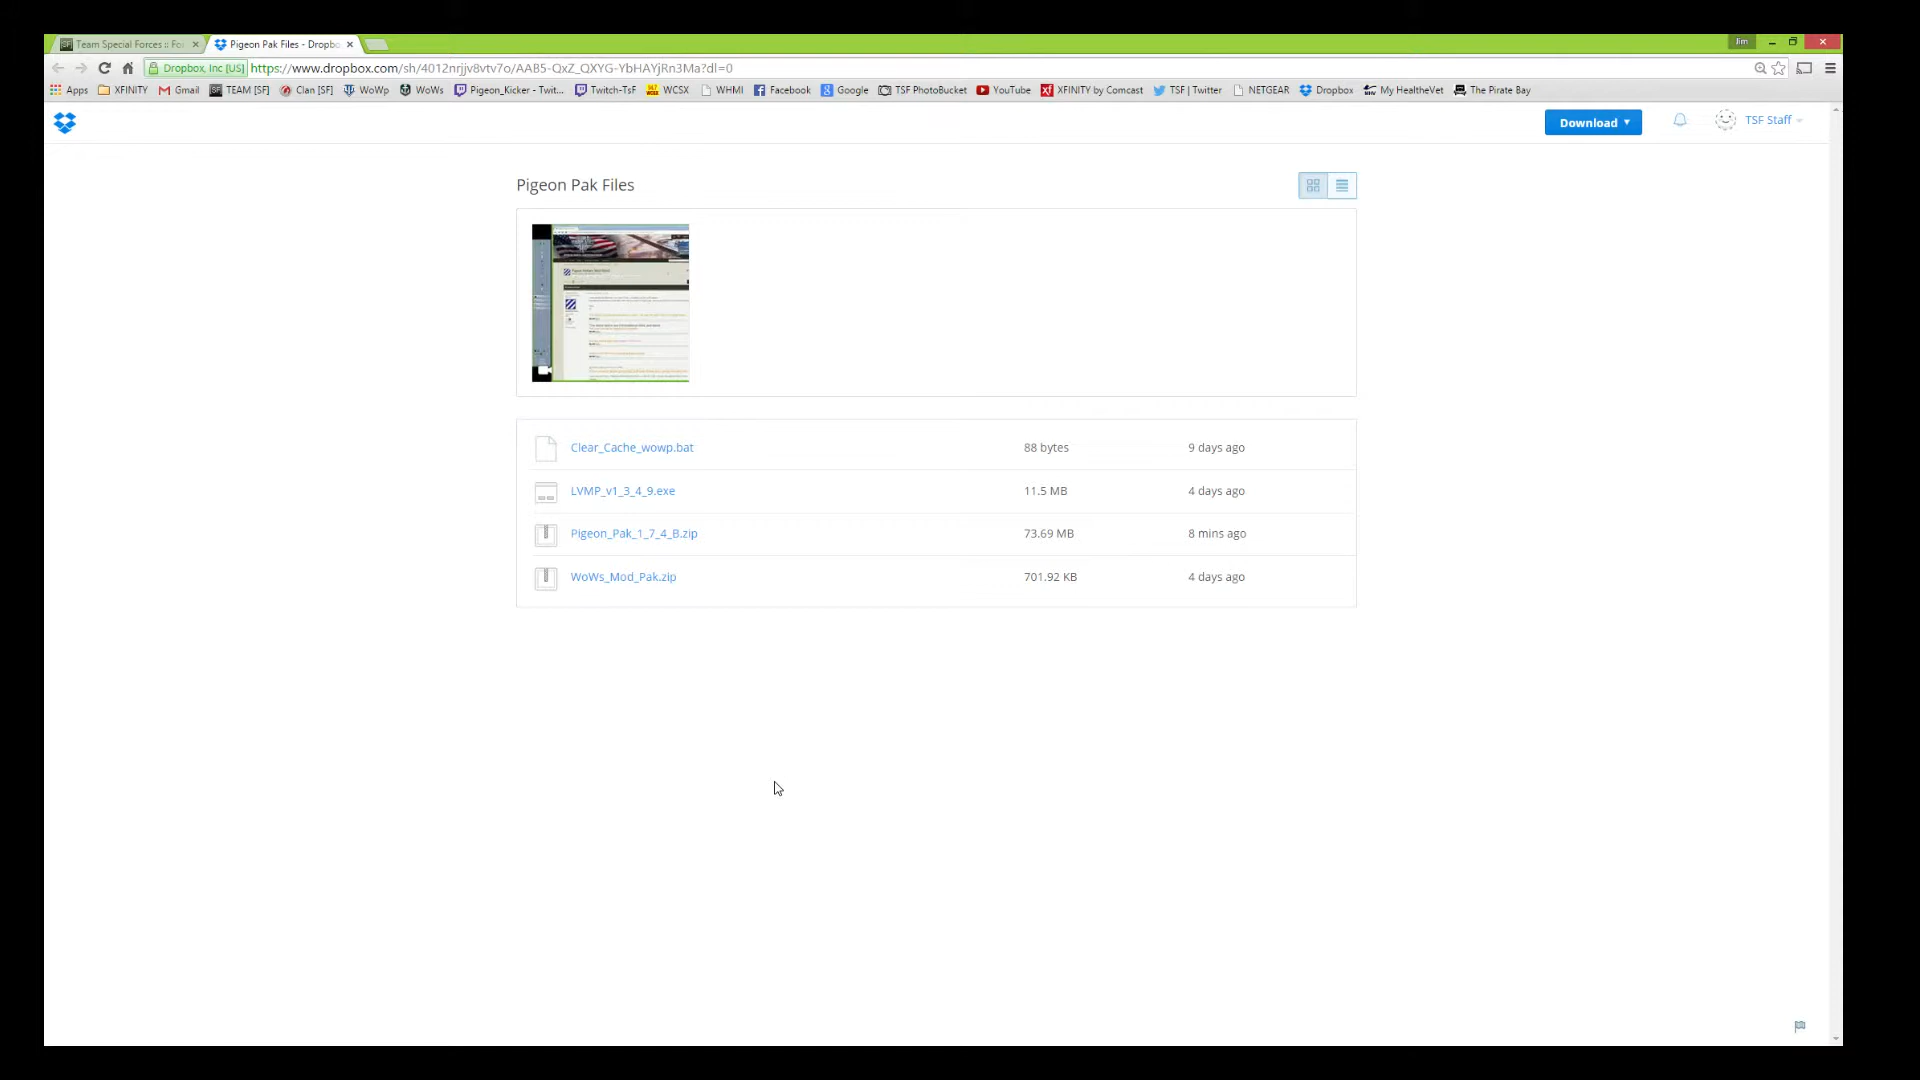 Team Special Forces :: For
Pigeon Pak Files - Dropbo
Jim
Dropbox, Inc [US] https://www.dropbox.com/sh/4012nrjjv8vtv7o/AAB5-QxZ_QXYG-YbHAYjRn3Ma?dl=0
Apps XFINITY Gmail TEAM [SF] Clan [SF] WoWp WoWs Pigeon_Kicker - Twit... Twitch-TsF WCSX WHMI Facebook Google TSF PhotoBucket YouTube XFINITY by Comcast TSF | Twitter NETGEAR Dropbox My HealtheVet The Pirate Bay
Download
TSF Staff
Pigeon Pak Files
Clear_Cache_wowp.bat 88 bytes 9 days ago
LVMP_v1_3_4_9.exe 11.5 MB 4 days ago
Pigeon_Pak_1_7_4_B.zip 73.69 MB 8 mins ago
WoWs_Mod_Pak.zip 701.92 KB 4 days ago